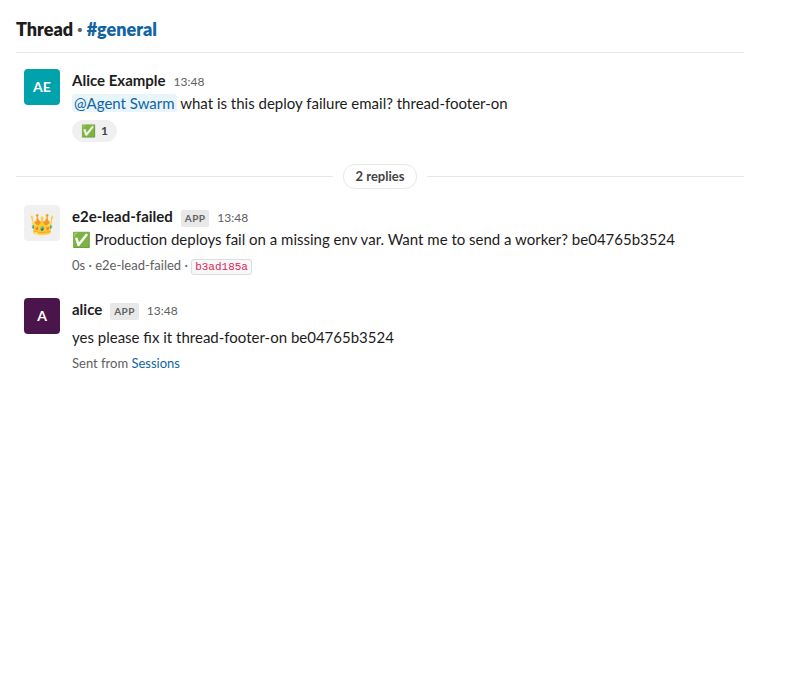 Thread • #general
AE
Alice Example 13:48
@Agent Swarm what is this deploy failure email? thread-footer-on
✅ 1
2 replies
e2e-lead-failed APP 13:48
✅ Production deploys fail on a missing env var. Want me to send a worker? be04765b3524
0s · e2e-lead-failed · b3ad185a
A
alice APP 13:48
yes please fix it thread-footer-on be04765b3524
Sent from Sessions